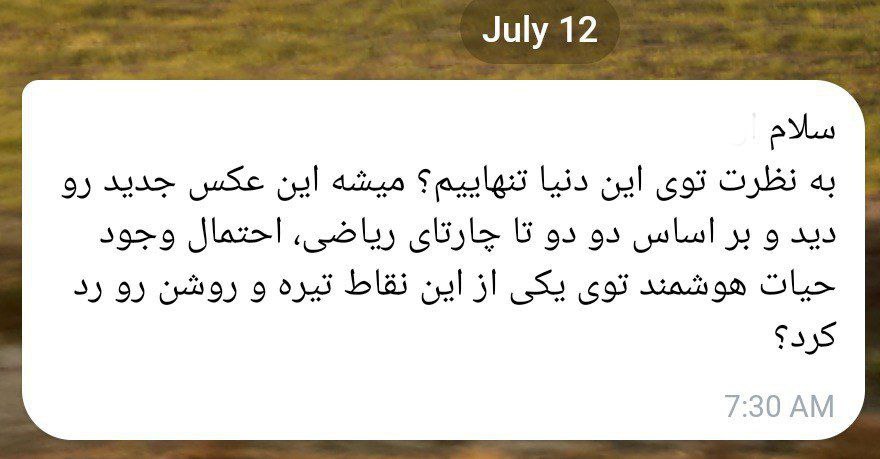 July 12
سلام
به نظرت توی این دنیا تنهاییم؟ میشه این عکس جدید رو
دید و بر اساس دو دو تا چارتای ریاضی، احتمال وجود
حیات هوشمند توی یکی از این نقاط تیره و روشن رو رد
کرد؟
7:30 AM